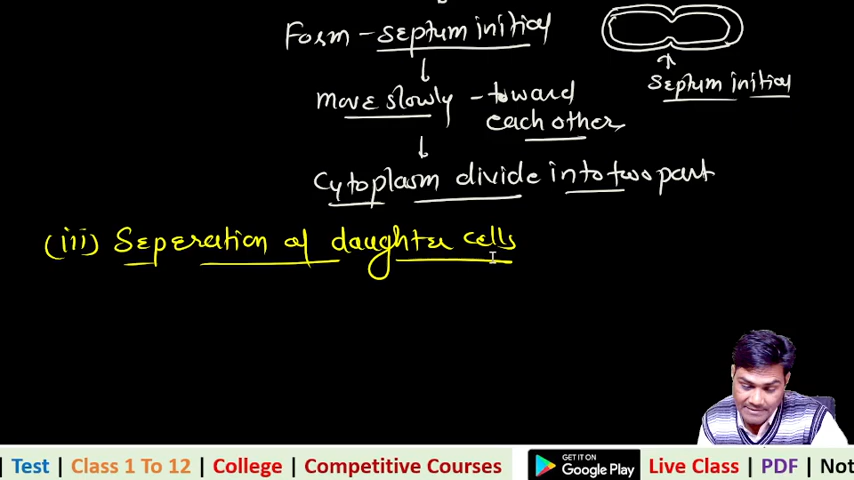 Form - septum initial
Move slowly - toward
each other
Septum initial
Cytoplasm divide into two part
(iii) Seperation of daughter cells
| Test | Class 1 To 12 | College | Competitive Courses GET IT ON Google Play Live Class | PDF | Not